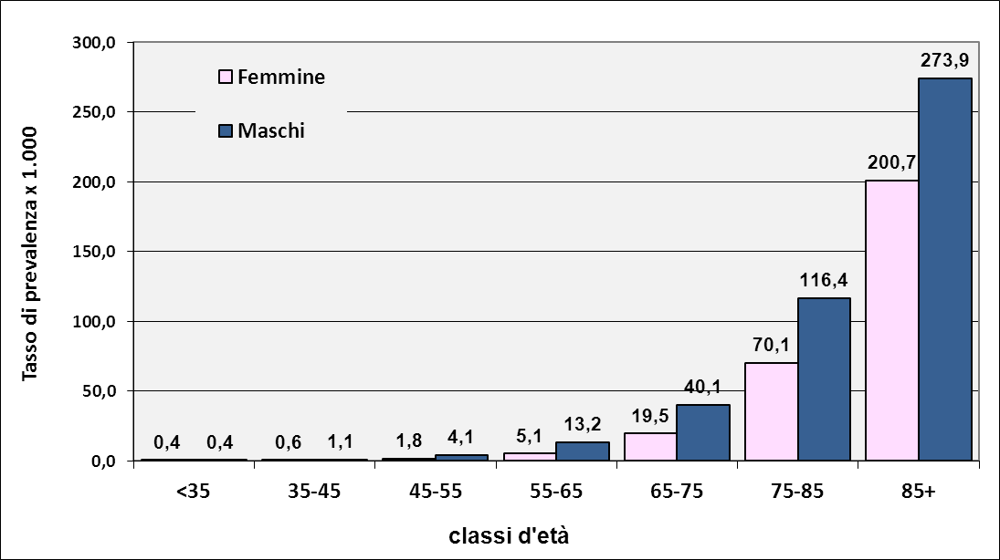 300,0
250,0
200,0
150,0
100,0
50,0
0,0
Tasso di prevalenza x 1.000
Femmine
Maschi
0,4 0,4 0,6 1,1 1,8 4,1 5,1 13,2 19,5 40,1 70,1 116,4 200,7 273,9
<35 35-45 45-55 55-65 65-75 75-85 85+
classi d'età